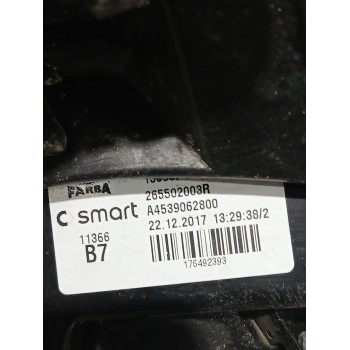 FARBA
265502003R
smart A4539062800
22.12.2017 13:29:38/2
11366
B7
176492393